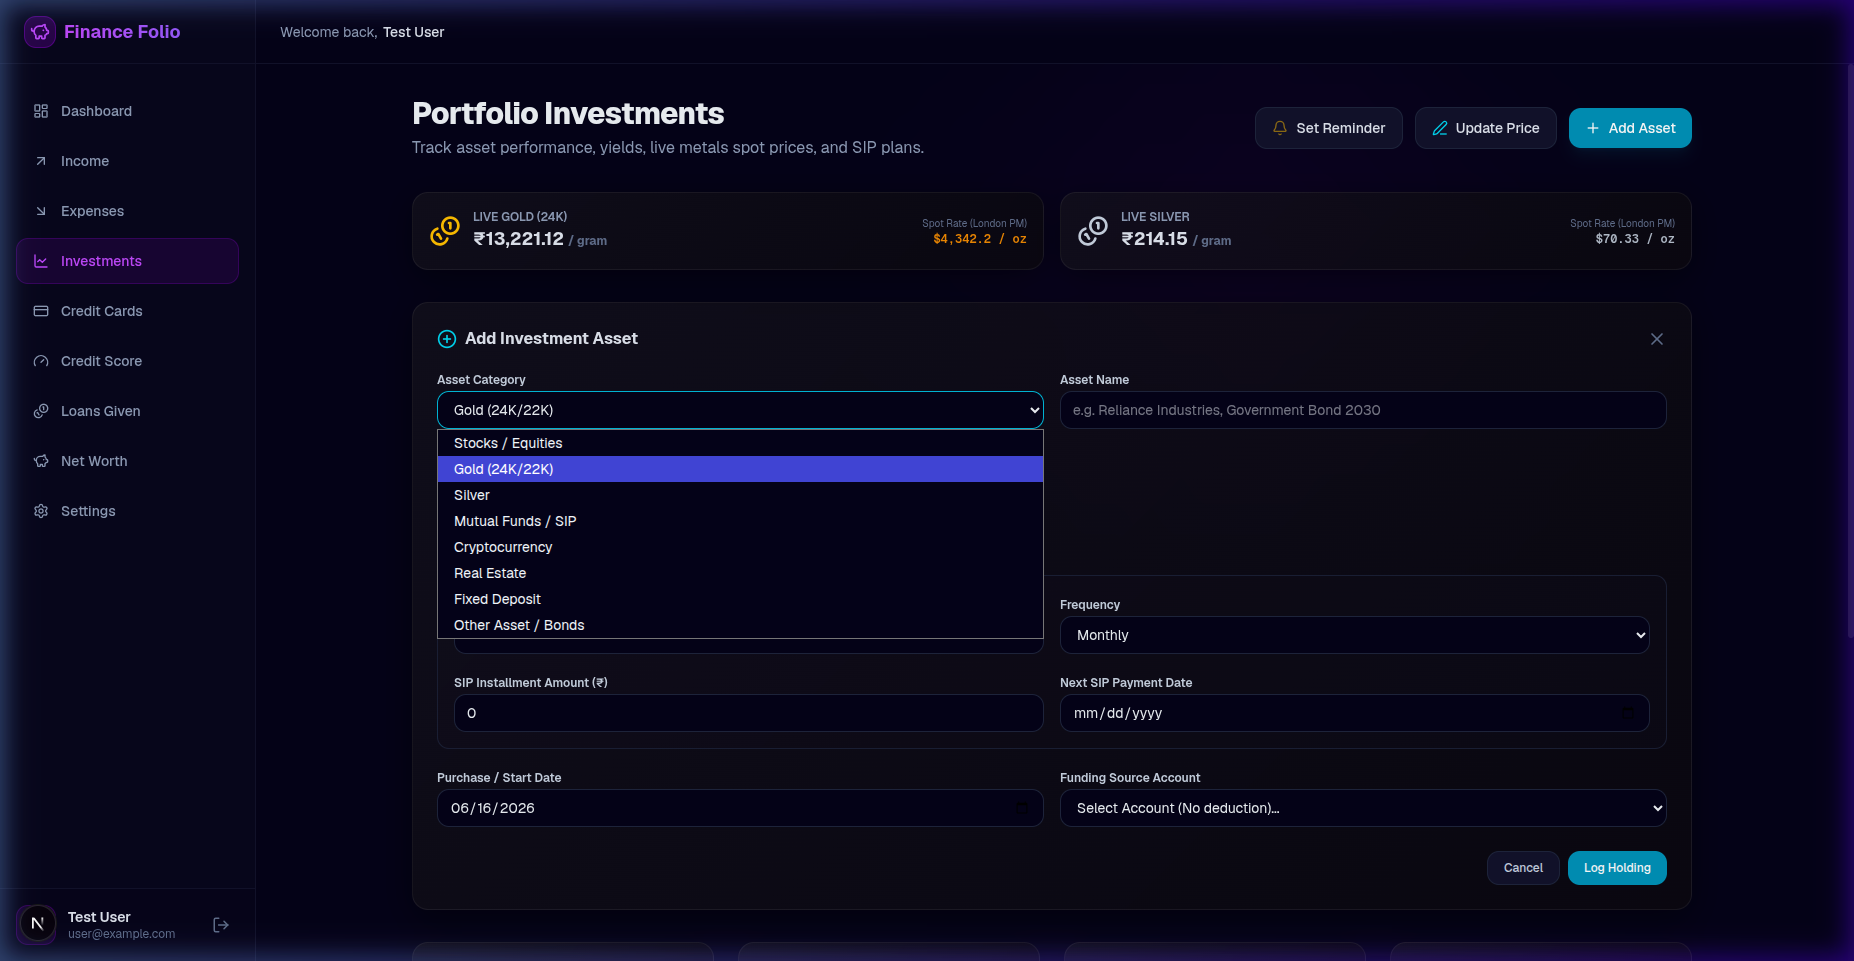 Finance Folio
Welcome back, Test User
Dashboard
Income
Expenses
Investments
Credit Cards
Credit Score
Loans Given
Net Worth
Settings
Test User
user@example.com
N
Portfolio Investments
Track asset performance, yields, live metals spot prices, and SIP plans.
Set Reminder
Update Price
+ Add Asset
LIVE GOLD (24K)
₹13,221.12 / gram
Spot Rate (London PM)
$4,342.2 / oz
LIVE SILVER
₹214.15 / gram
Spot Rate (London PM)
$70.33 / oz
Add Investment Asset
Asset Category
Gold (24K/22K)
Stocks / Equities
Gold (24K/22K)
Silver
Mutual Funds / SIP
Cryptocurrency
Real Estate
Fixed Deposit
Other Asset / Bonds
Asset Name
e.g. Reliance Industries, Government Bond 2030
Frequency
Monthly
SIP Installment Amount (₹)
0
Next SIP Payment Date
mm/dd/yyyy
Purchase / Start Date
06/16/2026
Funding Source Account
Select Account (No deduction)...
Cancel
Log Holding